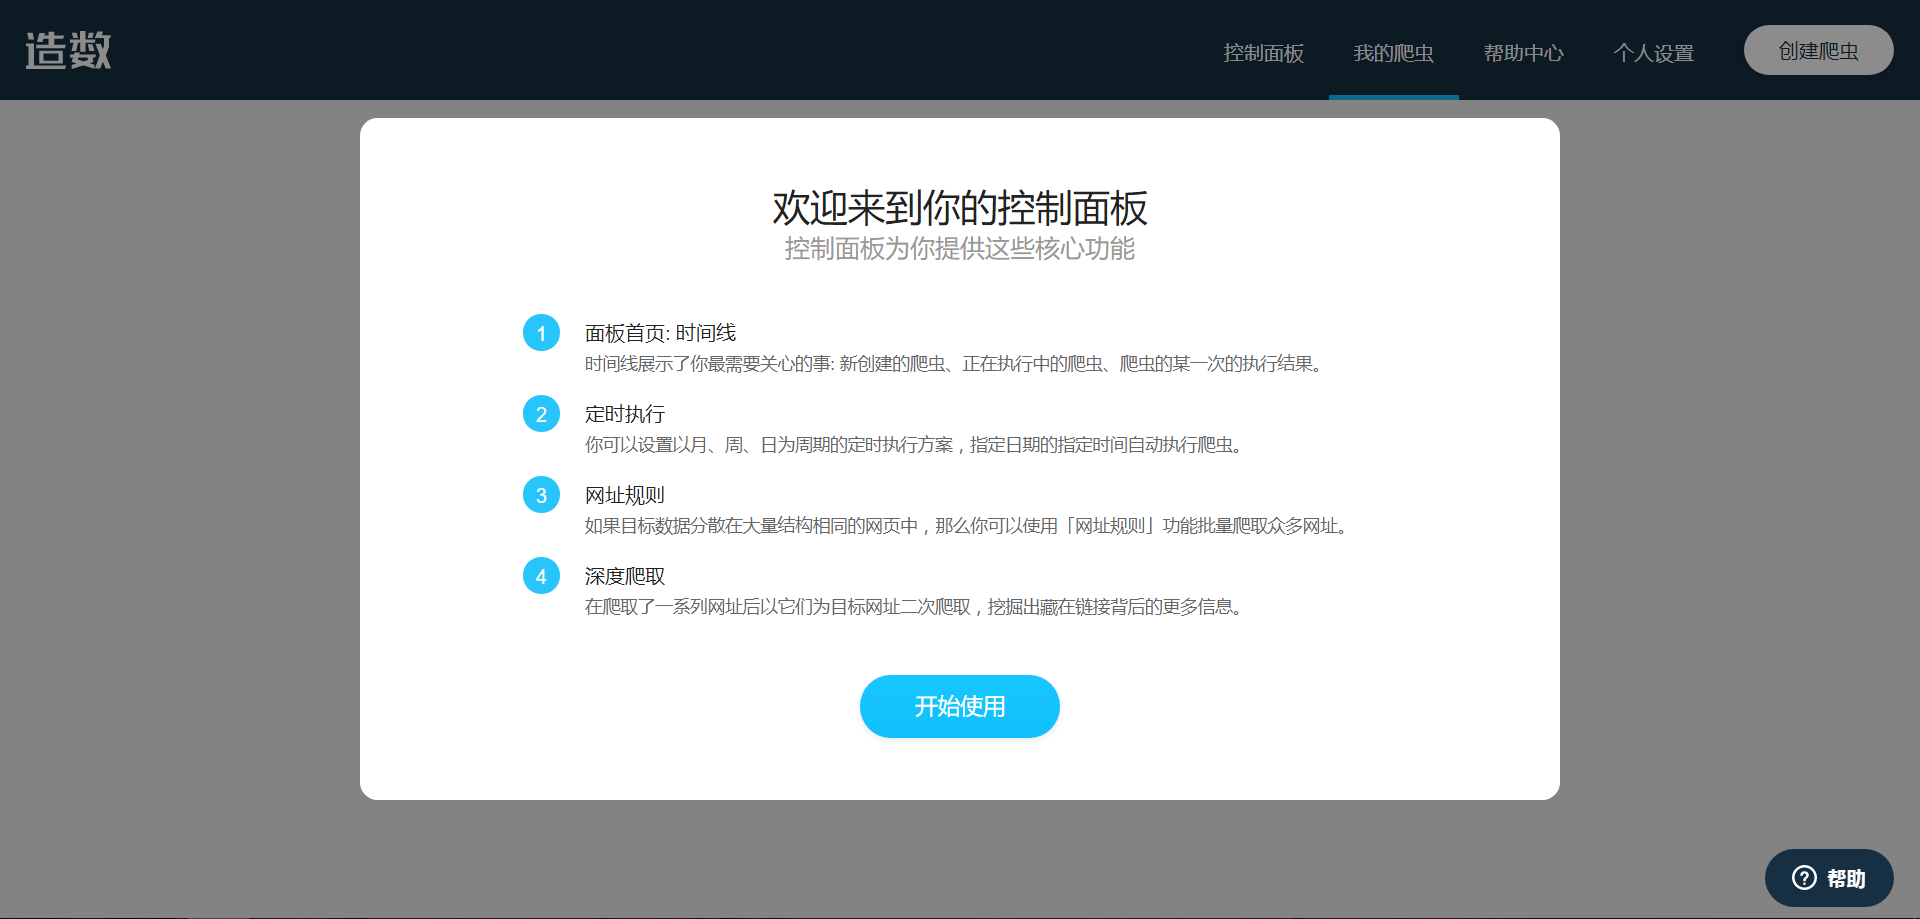 造数
控制面板
我的爬虫
帮助中心
个人设置
创建爬虫
欢迎来到你的控制面板
控制面板为你提供这些核心功能
1
面板首页: 时间线
时间线展示了你最需要关心的事: 新创建的爬虫、正在执行中的爬虫、爬虫的某一次的执行结果。
2
定时执行
你可以设置以月、周、日为周期的定时执行方案，指定日期的指定时间自动执行爬虫。
3
网址规则
如果目标数据分散在大量结构相同的网页中，那么你可以使用「网址规则」功能批量爬取众多网址。
4
深度爬取
在爬取了一系列网址后以它们为目标网址二次爬取，挖掘出藏在链接背后的更多信息。
开始使用
帮助